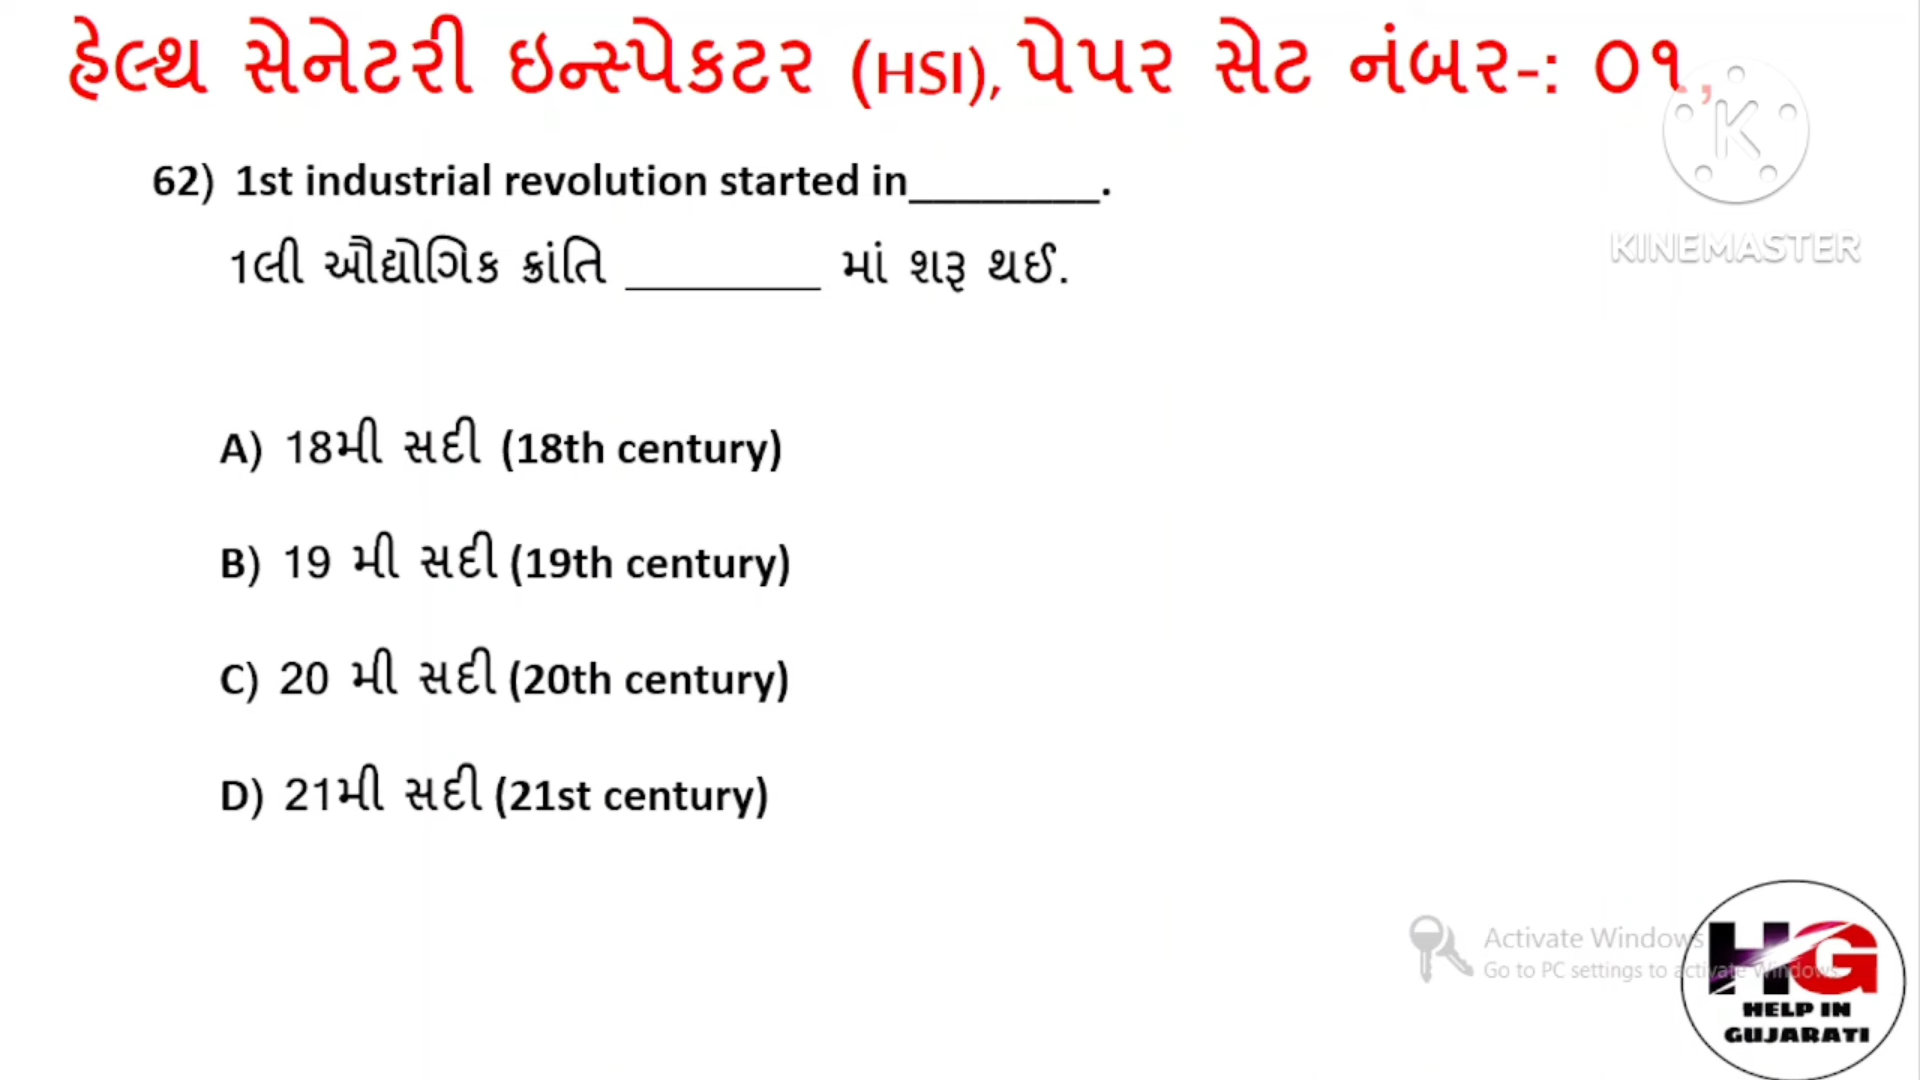 હેલ્થ સેનેટરી ઇન્સ્પેકટર (HSI), પેપર સેટ નંબર-: ૦૧,
KINEMASTER
62) 1st industrial revolution started in________.
1લી ઔદ્યોગિક ક્રાંતિ ________ માં શરૂ થઈ.
A) 18મી સદી (18th century)
B) 19 મી સદી (19th century)
C) 20 મી સદી (20th century)
D) 21મી સદી (21st century)
Activate Windows
Go to PC settings to activate Windows.
HG
HELP IN
GUJARATI